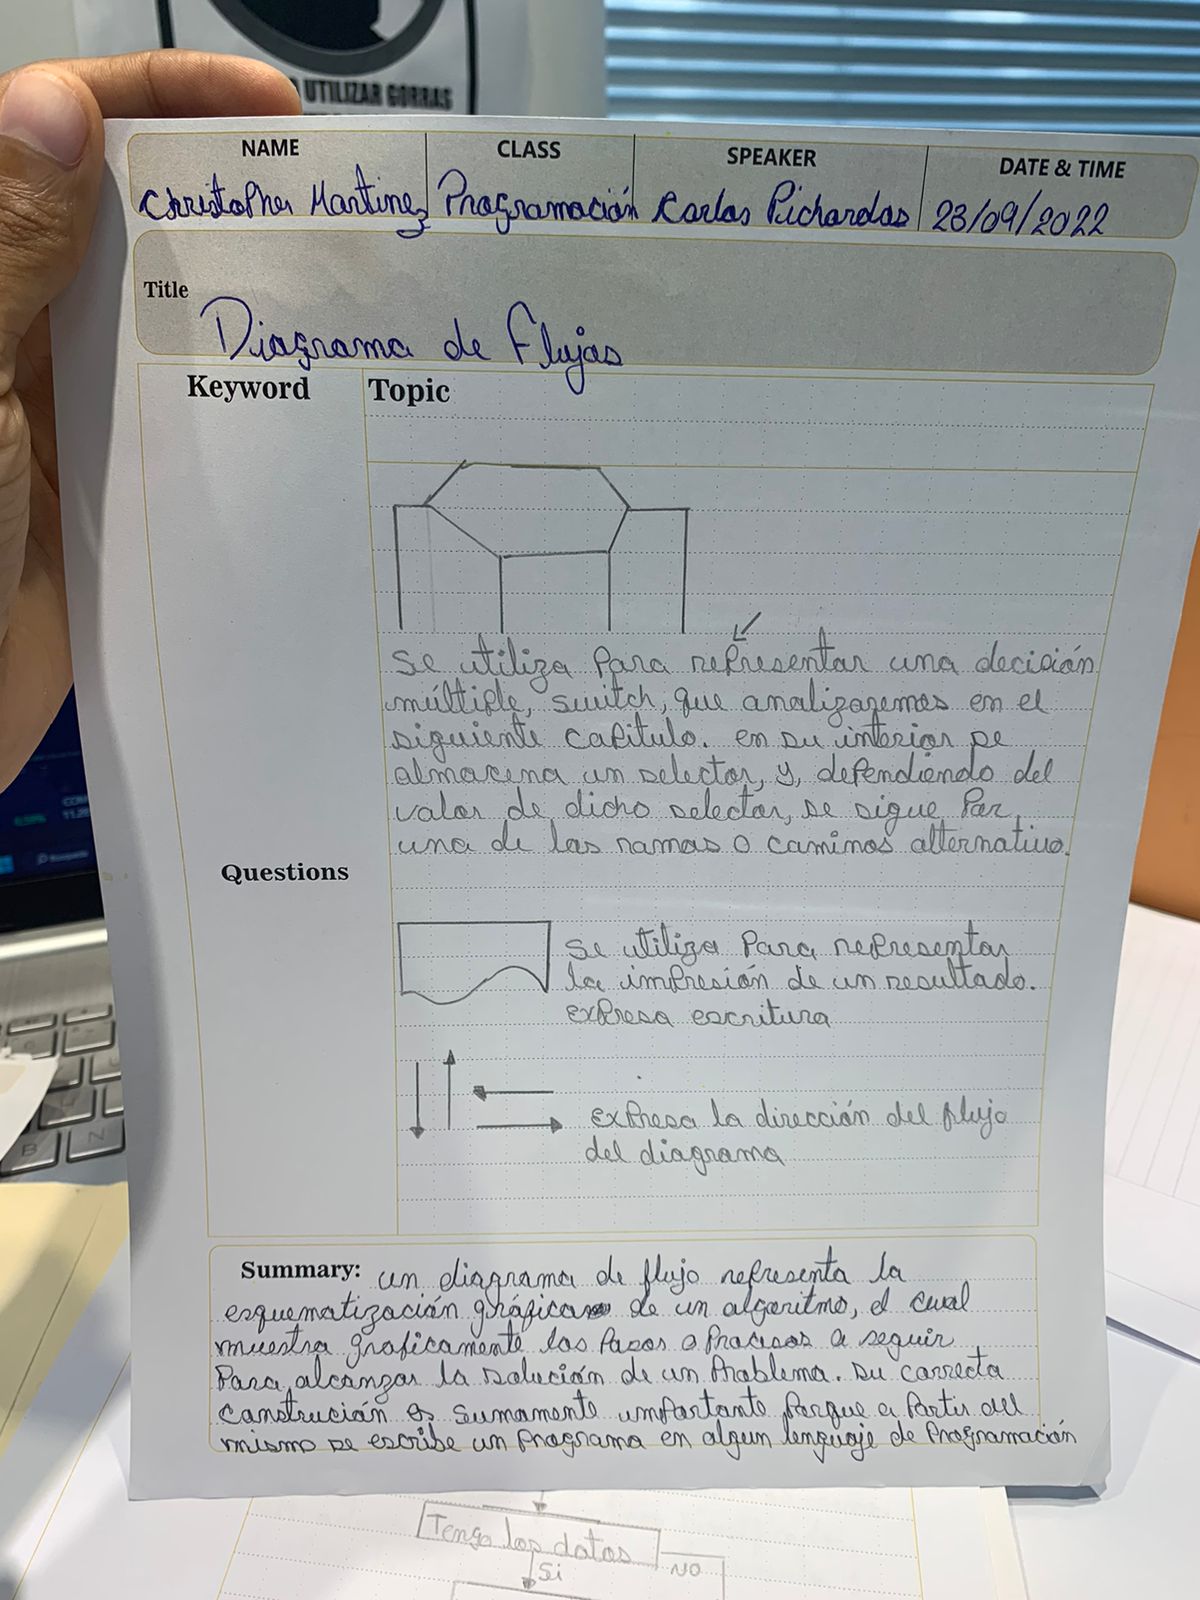 UTILIZAR GORRAS
NAME CLASS SPEAKER DATE & TIME
Christopher Martinez Programación Carlos Pichardos 23/09/2022
Title
Diagrama de Flujos
Keyword Topic
Se utiliza Para representar una decisión
múltiple, switch, que analizaremos en el
siguiente capitulo. en su interior se
almacena un selector, y, dependiendo del
valor de dicho selector, se sigue Por
una de las ramas o caminos alternativo.
Questions
Se utiliza Para representar
la impresión de un resultado.
Expresa escritura
Expresa la dirección del flujo
del diagrama
Summary: un diagrama de flujo representa la
esquematización gráfica de un algoritmo, el cual
muestra graficamente los Pasos o Procesos a seguir
Para alcanzar la solución de un Problema. Su correcta
construción es sumamente importante Porque a Partir del
mismo se escribe un Programa en algun lenguaje de Programación
Tengo los datos
NO
Si
B N